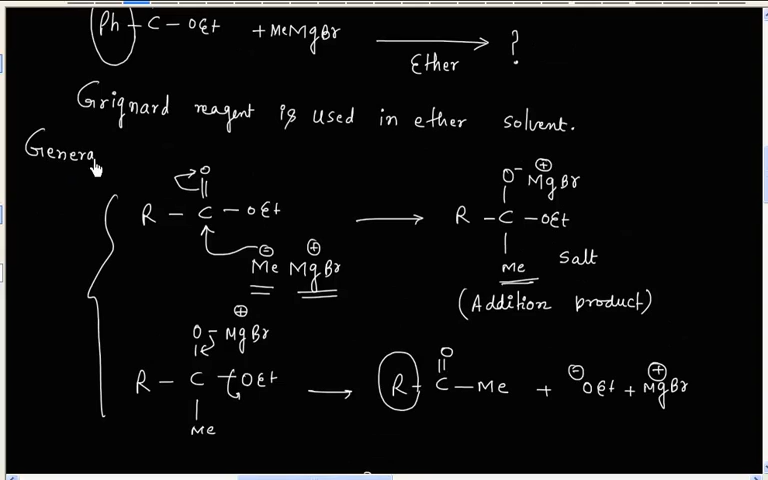 Ph - C - OEt + MeMgBr → ?
Ether
Grignard reagent is used in ether solvent.
Genera
O
O⁻ ⊕MgBr
R - C - OEt → R - C - OEt
⊖ ⊕
Me MgBr
Me Salt
(Addition product)
⊕
O - MgBr
O ⊖ ⊕
R - C - OEt → R - C - Me + OEt + MgBr
Me